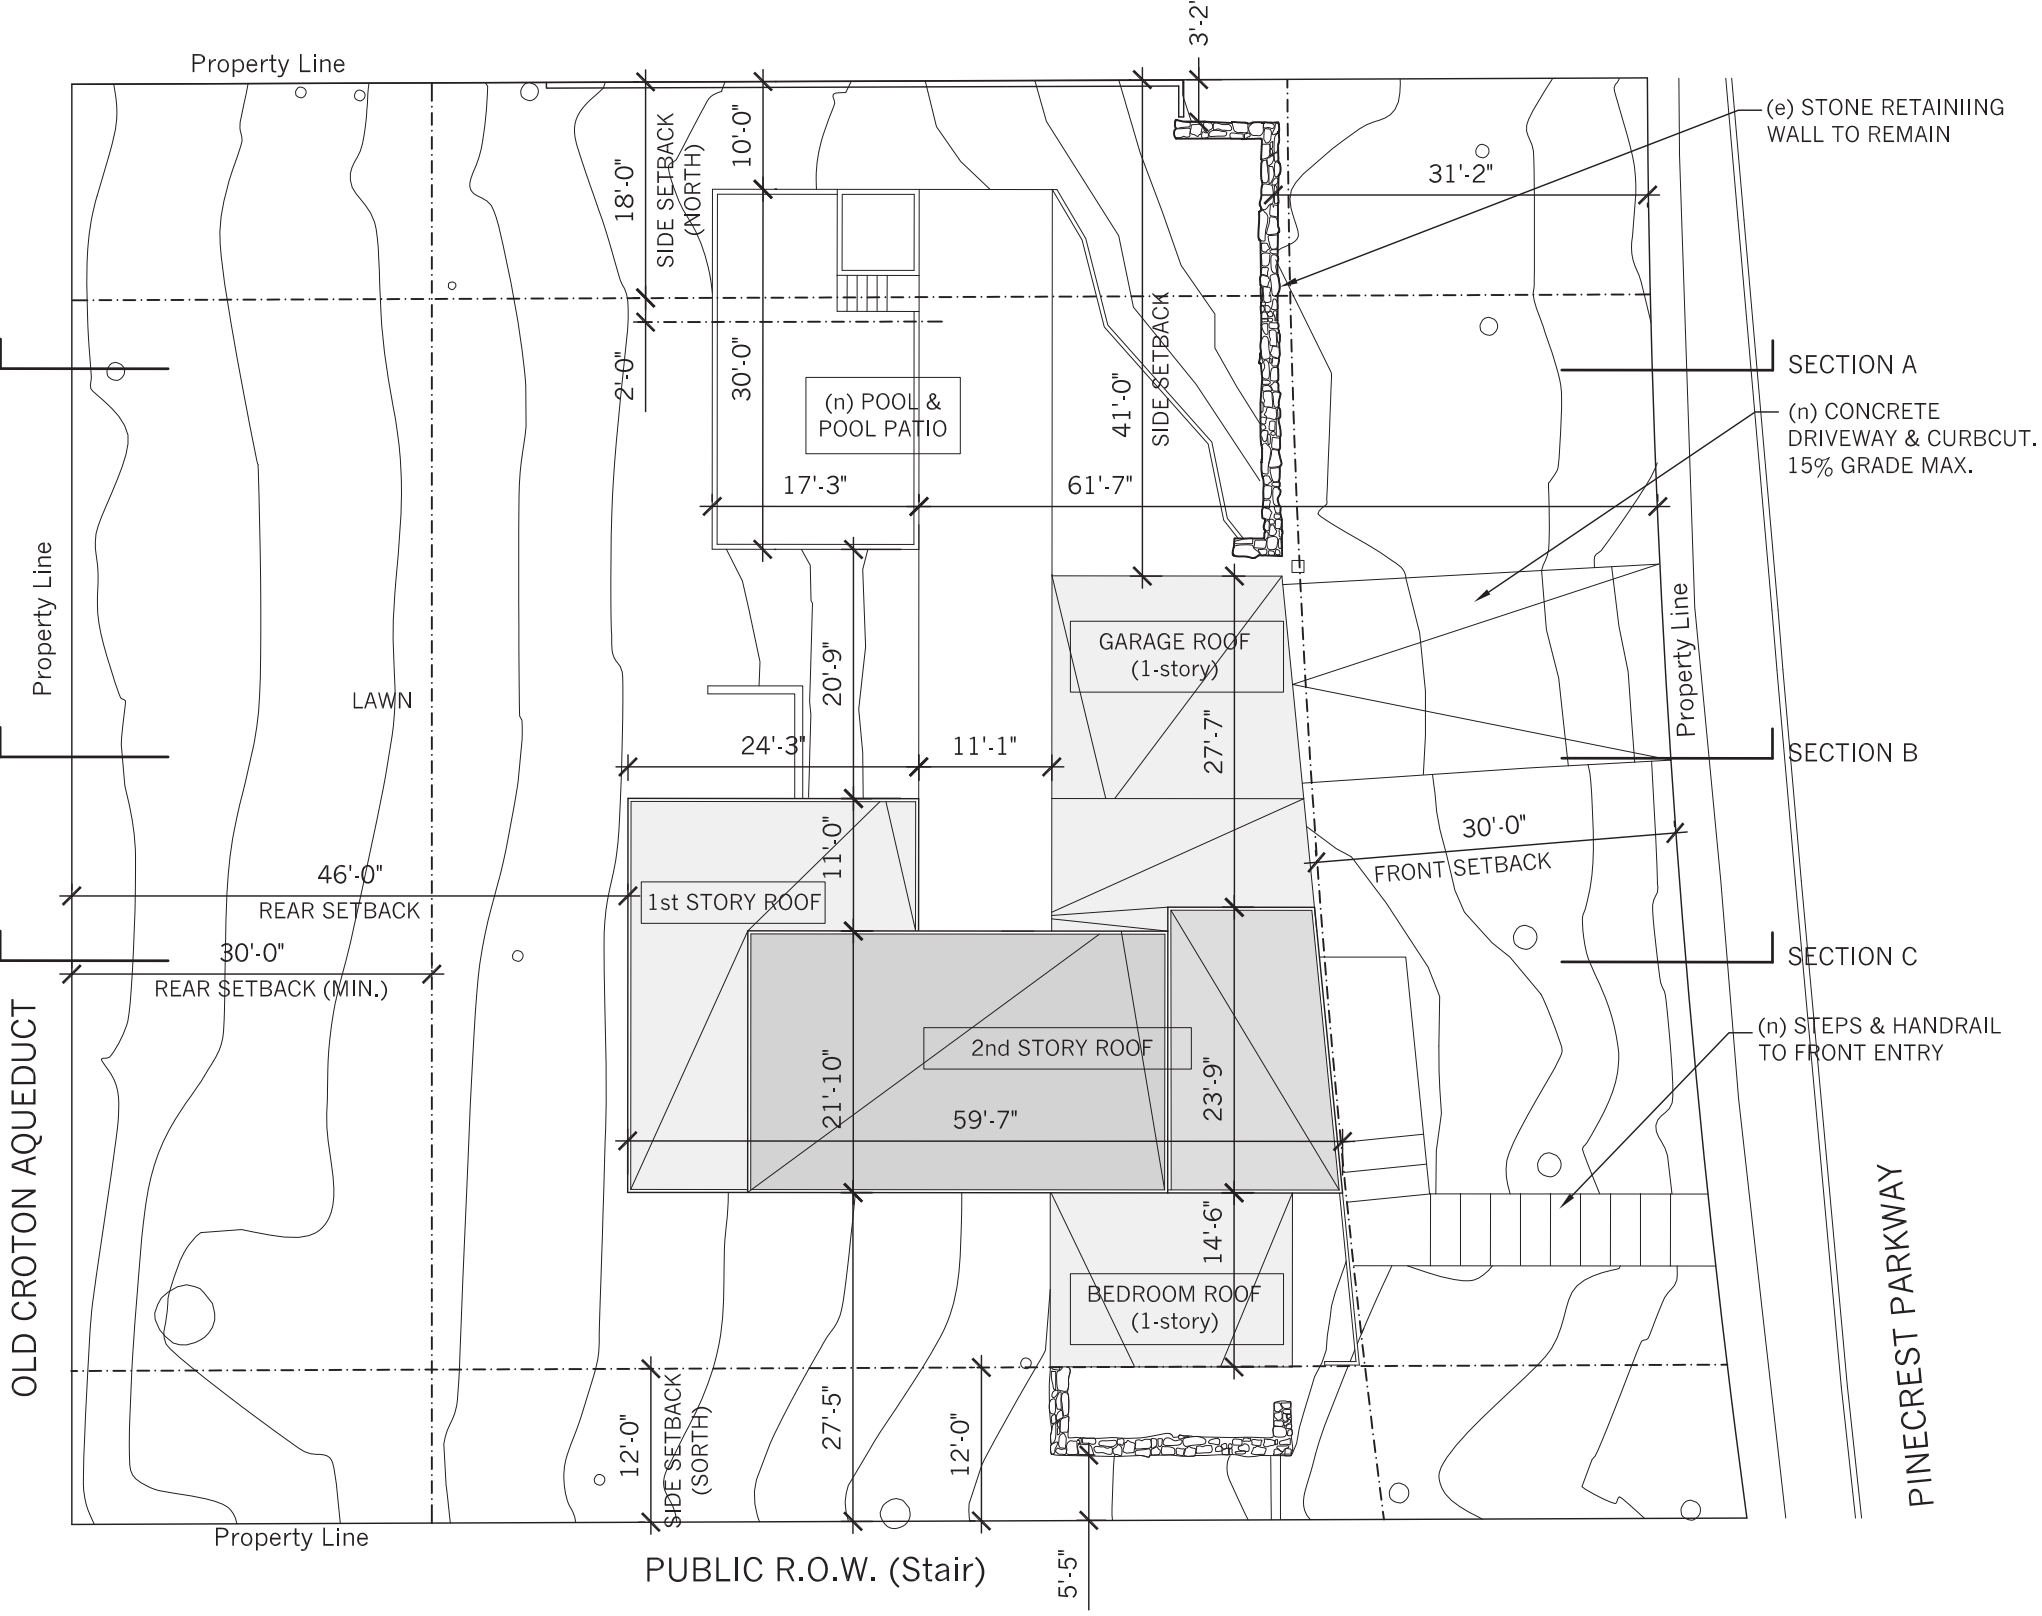 3'-2"
Property Line
(e) STONE RETAINIING
WALL TO REMAIN
10'-0"
18'-0"
SIDE SETBACK
(NORTH)
31'-2"
2'-0"
30'-0"
41'-0"
SIDE SETBACK
SECTION A
(n) POOL &
POOL PATIO
(n) CONCRETE
DRIVEWAY & CURBCUT.
15% GRADE MAX.
17'-3"
61'-7"
Property Line
Property Line
GARAGE ROOF
(1-story)
20'-9"
LAWN
24'-3"
11'-1"
27'-7"
SECTION B
11'-0"
30'-0"
FRONT SETBACK
46'-0"
REAR SETBACK
1st STORY ROOF
30'-0"
REAR SETBACK (MIN.)
SECTION C
OLD CROTON AQUEDUCT
2nd STORY ROOF
(n) STEPS & HANDRAIL
TO FRONT ENTRY
21'-10"
23'-9"
59'-7"
14'-6"
BEDROOM ROOF
(1-story)
PINECREST PARKWAY
12'-0"
SIDE SETBACK
(SORTH)
27'-5"
12'-0"
Property Line
PUBLIC R.O.W. (Stair)
5'-5"